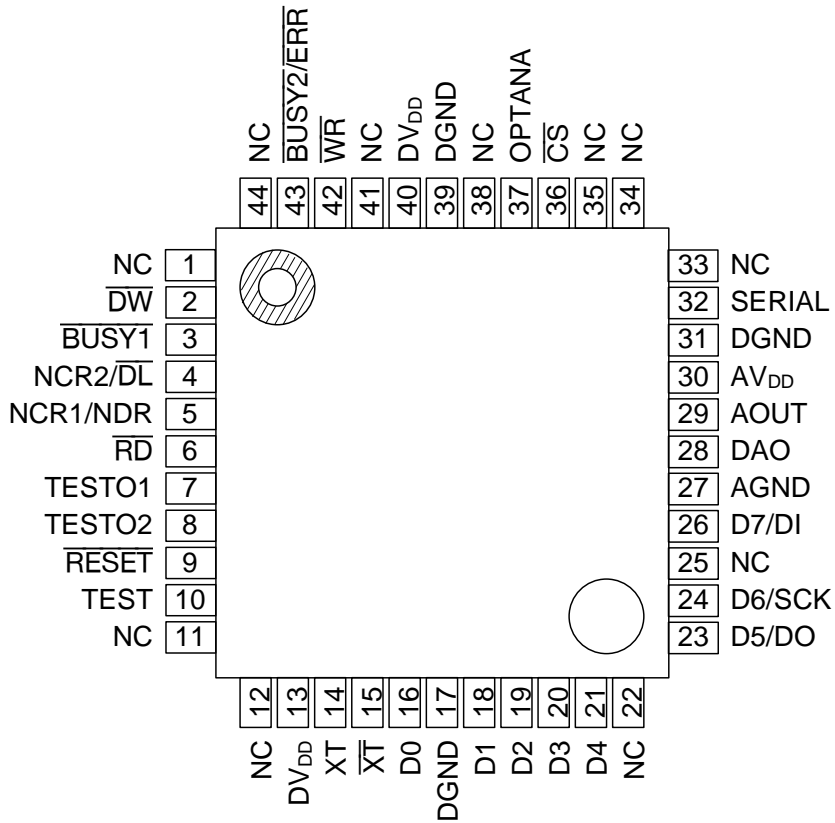 NC
BUSY2/ERR
WR
NC
DVDD
DGND
NC
OPTANA
CS
NC
NC
44 43 42 41 40 39 38 37 36 35 34
NC 1
DW 2
BUSY1 3
NCR2/DL 4
NCR1/NDR 5
RD 6
TESTO1 7
TESTO2 8
RESET 9
TEST 10
NC 11
33 NC
32 SERIAL
31 DGND
30 AVDD
29 AOUT
28 DAO
27 AGND
26 D7/DI
25 NC
24 D6/SCK
23 D5/DO
12 13 14 15 16 17 18 19 20 21 22
NC
DVDD
XT
XT
D0
DGND
D1
D2
D3
D4
NC